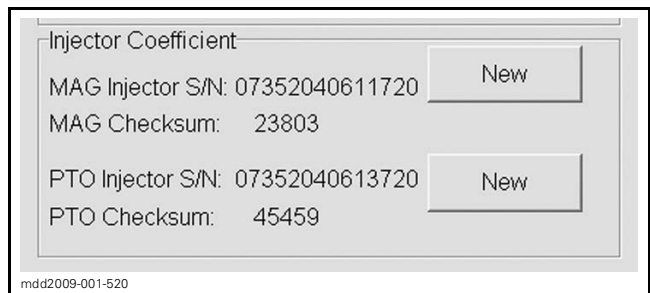 Injector Coefficient
MAG Injector S/N: 07352040611720 New
MAG Checksum: 23803
PTO Injector S/N: 07352040613720 New
PTO Checksum: 45459
mdd2009-001-520